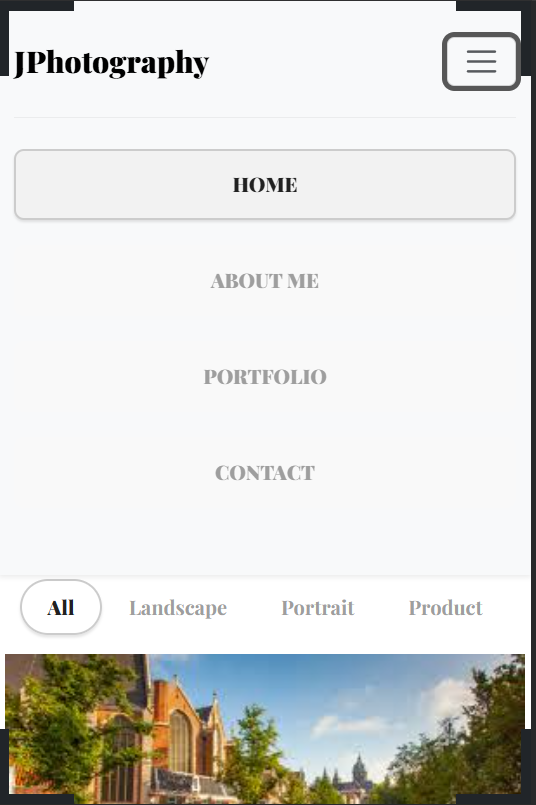 JPhotography
HOME
ABOUT ME
PORTFOLIO
CONTACT
All Landscape Portrait Product